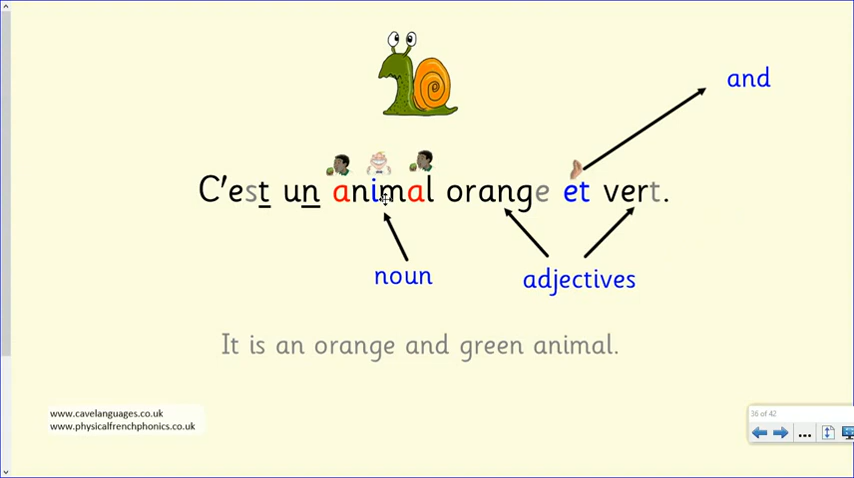 and
C'est un animal orange et vert.
noun
adjectives
It is an orange and green animal.
www.cavelanguages.co.uk
www.physicalfrenchphonics.co.uk
36 of 42